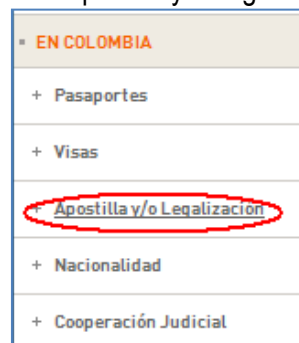 ▪ EN COLOMBIA
+ Pasaportes
+ Visas
+ Apostilla y/o Legalización
+ Nacionalidad
+ Cooperación Judicial